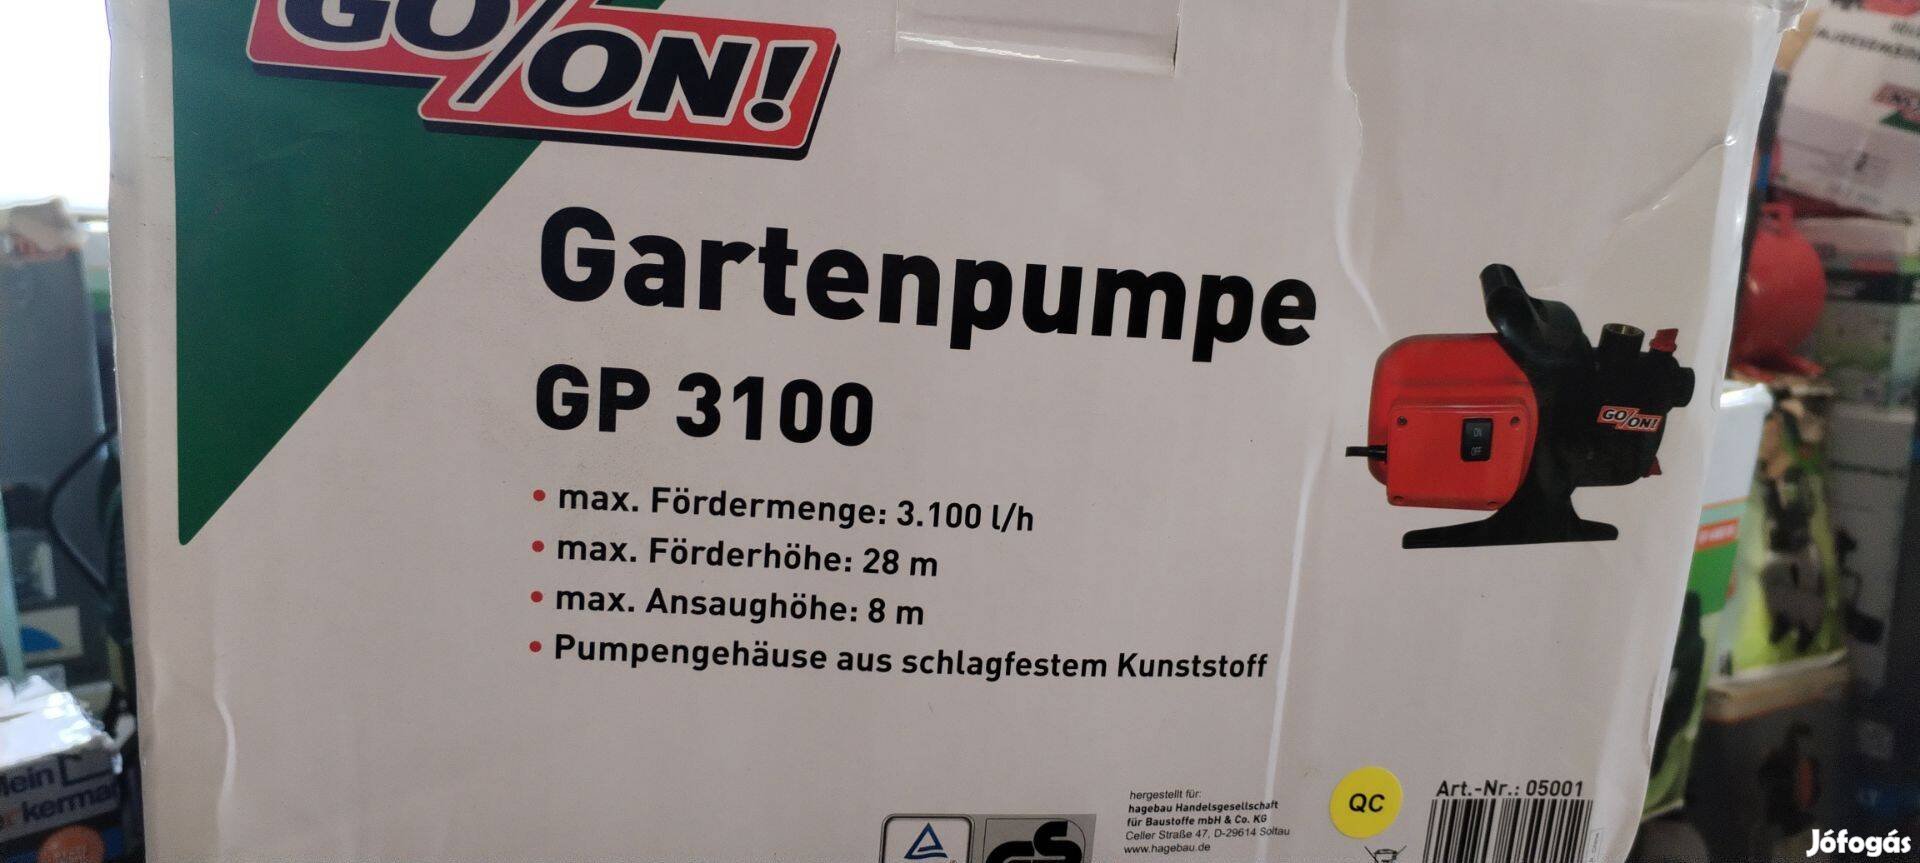 GO/ON!
Gartenpumpe
GP 3100
• max. Fördermenge: 3.100 l/h
• max. Förderhöhe: 28 m
• max. Ansaughöhe: 8 m
• Pumpengehäuse aus schlagfestem Kunststoff
GO/ON!
ON
OFF
hergestellt für:
hagebau Handelsgesellschaft
für Baustoffe mbH & Co. KG
Celler Straße 47, D-29614 Soltau
www.hagebau.de
QC
Art.-Nr.: 05001
GS
Mein
Jófogás